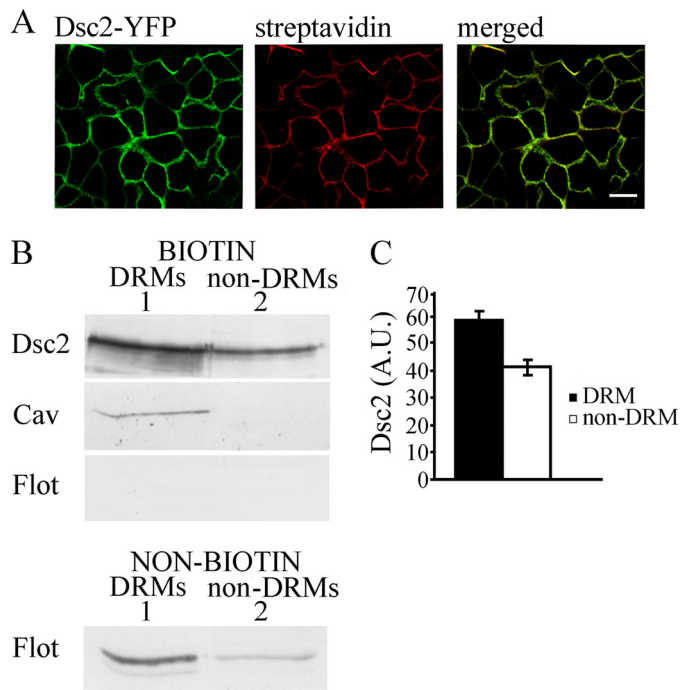 A Dsc2-YFP streptavidin merged
B BIOTIN
DRMs non-DRMs
1 2
Dsc2
Cav
Flot
NON-BIOTIN
DRMs non-DRMs
1 2
Flot
C
Dsc2 (A.U.)
70
60
50
40
30
20
10
0
DRM
non-DRM